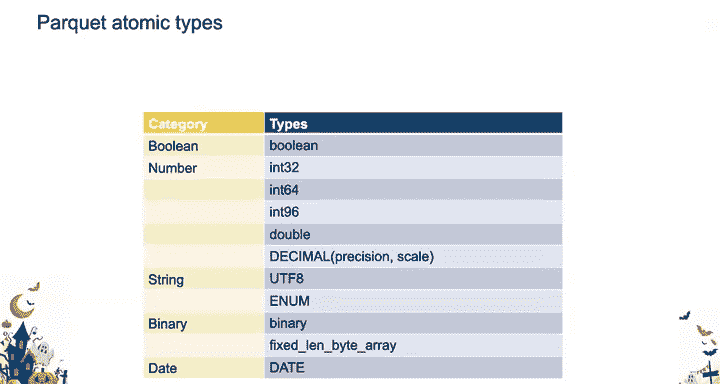 Parquet atomic types
Category Types
Boolean boolean
Number int32
int64
int96
double
DECIMAL(precision, scale)
String UTF8
ENUM
Binary binary
fixed_len_byte_array
Date DATE